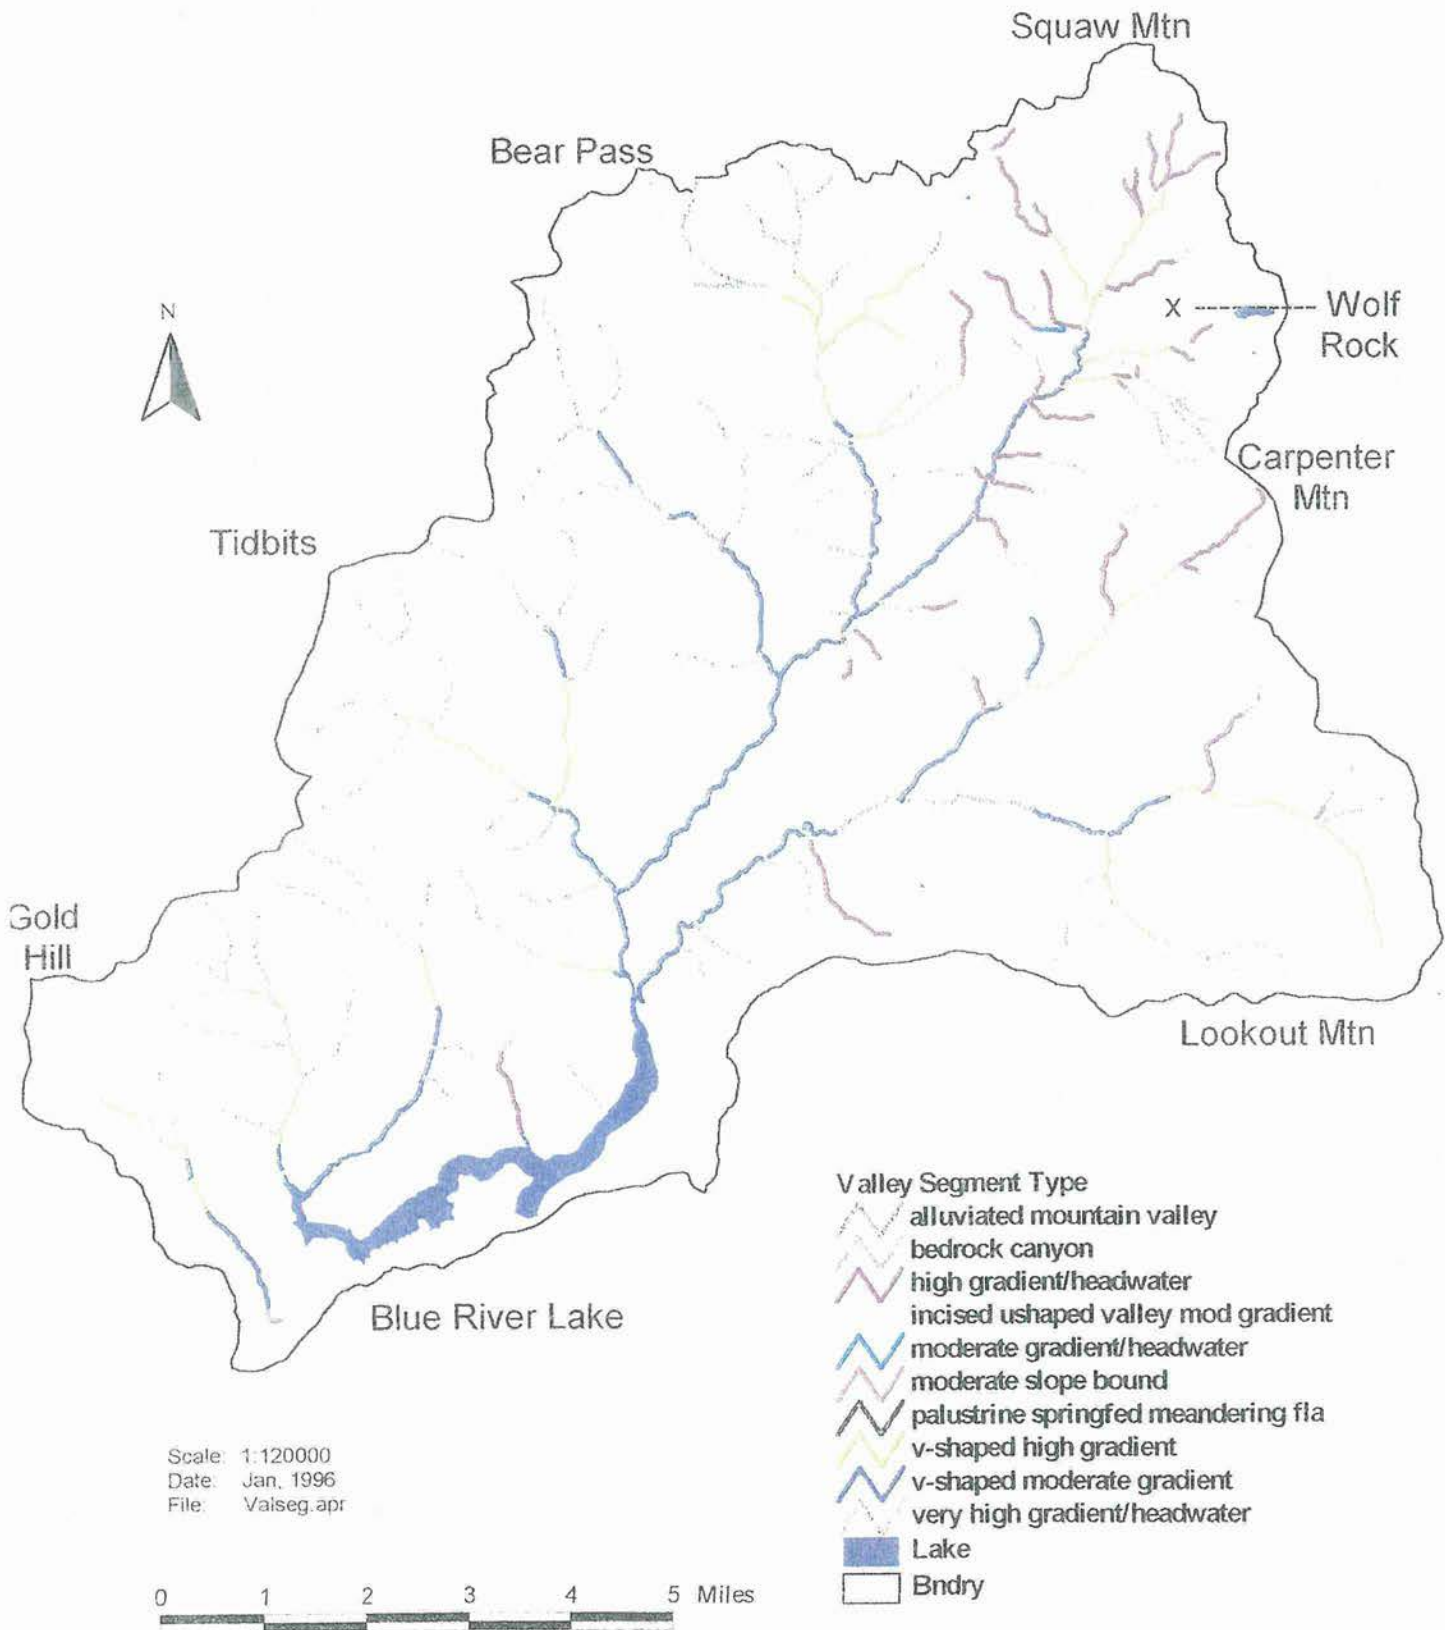 Squaw Mtn
Bear Pass
N
X
Wolf
Rock
Carpenter
Mtn
Tidbits
Gold
Hill
Lookout Mtn
Blue River Lake
Valley Segment Type
alluviated mountain valley
bedrock canyon
high gradient/headwater
incised ushaped valley mod gradient
moderate gradient/headwater
moderate slope bound
palustrine springfed meandering fla
v-shaped high gradient
v-shaped moderate gradient
very high gradient/headwater
Lake
Bndry
Scale: 1:120000
Date: Jan, 1996
File: Valseg.apr
0 1 2 3 4 5 Miles